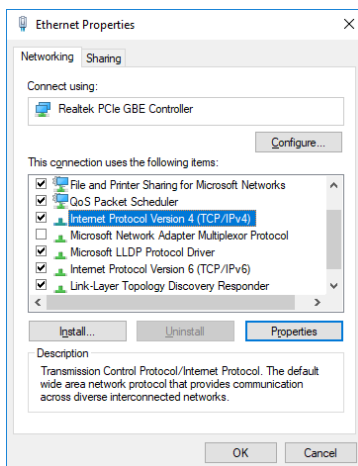 Ethernet Properties
Networking
Sharing
Connect using:
Realtek PCIe GBE Controller
Configure...
This connection uses the following items:
File and Printer Sharing for Microsoft Networks
QoS Packet Scheduler
Internet Protocol Version 4 (TCP/IPv4)
Microsoft Network Adapter Multiplexor Protocol
Microsoft LLDP Protocol Driver
Internet Protocol Version 6 (TCP/IPv6)
Link-Layer Topology Discovery Responder
Install...
Uninstall
Properties
Description
Transmission Control Protocol/Internet Protocol. The default
wide area network protocol that provides communication
across diverse interconnected networks.
OK
Cancel